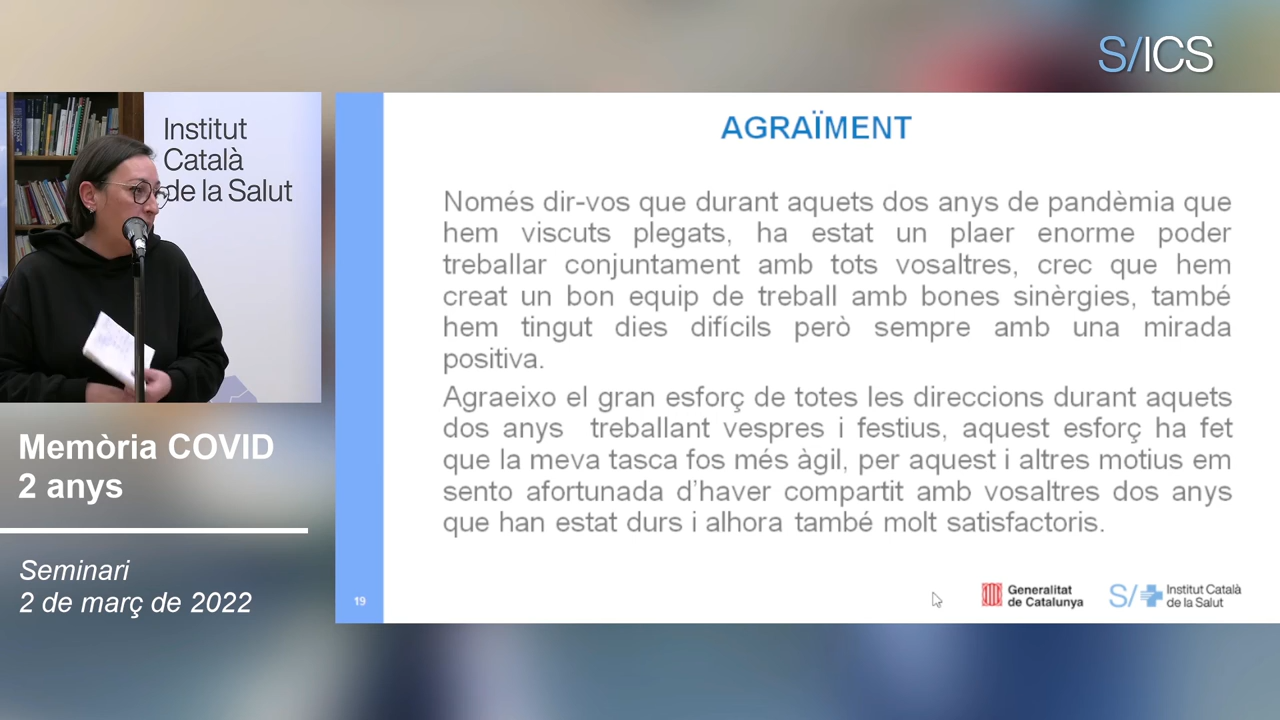 S/ICS
Institut
Català
de la Salut
AGRAÏMENT
Només dir-vos que durant aquets dos anys de pandèmia que
hem viscuts plegats, ha estat un plaer enorme poder
treballar conjuntament amb tots vosaltres, crec que hem
creat un bon equip de treball amb bones sinèrgies, també
hem tingut dies difícils però sempre amb una mirada
positiva.
Agraeixo el gran esforç de totes les direccions durant aquets
dos anys treballant vespres i festius, aquest esforç ha fet
que la meva tasca fos més àgil, per aquest i altres motius em
sento afortunada d’haver compartit amb vosaltres dos anys
que han estat durs i alhora també molt satisfactoris.
19
Generalitat
de Catalunya
S/
Institut Català
de la Salut
Memòria COVID
2 anys
Seminari
2 de març de 2022